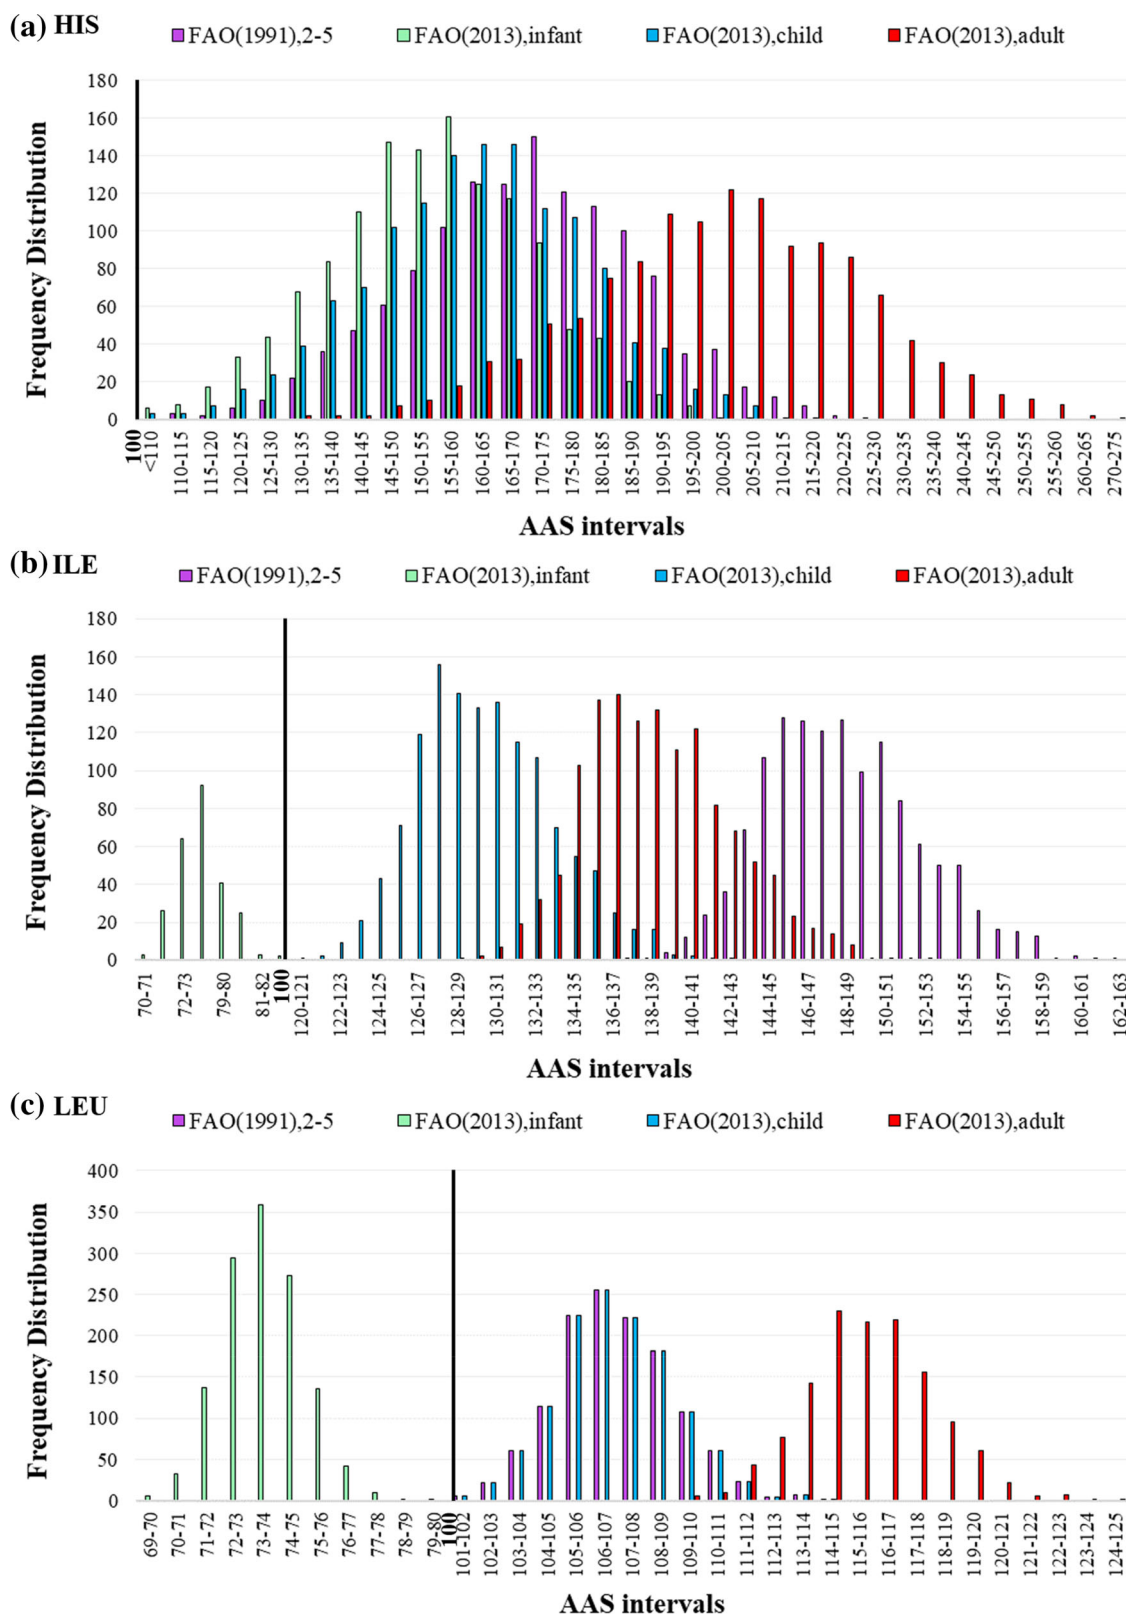 (a) HIS
FAO(1991),2-5 FAO(2013),infant FAO(2013),child FAO(2013),adult
Frequency Distribution
180
160
140
120
100
80
60
40
20
0
100 <110 110-115 115-120 120-125 125-130 130-135 135-140 140-145 145-150 150-155 155-160 160-165 165-170 170-175 175-180 180-185 185-190 190-195 195-200 200-205 205-210 210-215 215-220 220-225 225-230 230-235 235-240 240-245 245-250 250-255 255-260 260-265 270-275
AAS intervals
(b) ILE
FAO(1991),2-5 FAO(2013),infant FAO(2013),child FAO(2013),adult
Frequency Distribution
180
160
140
120
100
80
60
40
20
0
70-71 72-73 79-80 81-82 100 120-121 122-123 124-125 126-127 128-129 130-131 132-133 134-135 136-137 138-139 140-141 142-143 144-145 146-147 148-149 150-151 152-153 154-155 156-157 158-159 160-161 162-163
AAS intervals
(c) LEU
FAO(1991),2-5 FAO(2013),infant FAO(2013),child FAO(2013),adult
Frequency Distribution
400
350
300
250
200
150
100
50
0
69-70 70-71 71-72 72-73 73-74 74-75 75-76 76-77 77-78 78-79 79-80 100 101-102 102-103 103-104 104-105 105-106 106-107 107-108 108-109 109-110 110-111 111-112 112-113 113-114 114-115 115-116 116-117 117-118 118-119 119-120 120-121 121-122 122-123 123-124 124-125
AAS intervals